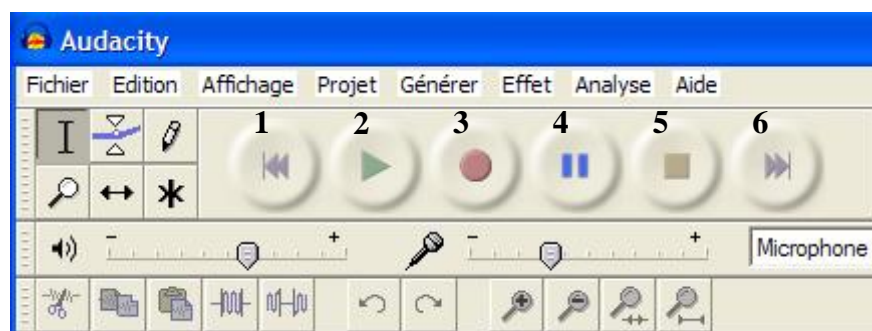 Audacity
Fichier Edition Affichage Projet Générer Effet Analyse Aide
1 2 3 4 5 6
- + - + Microphone